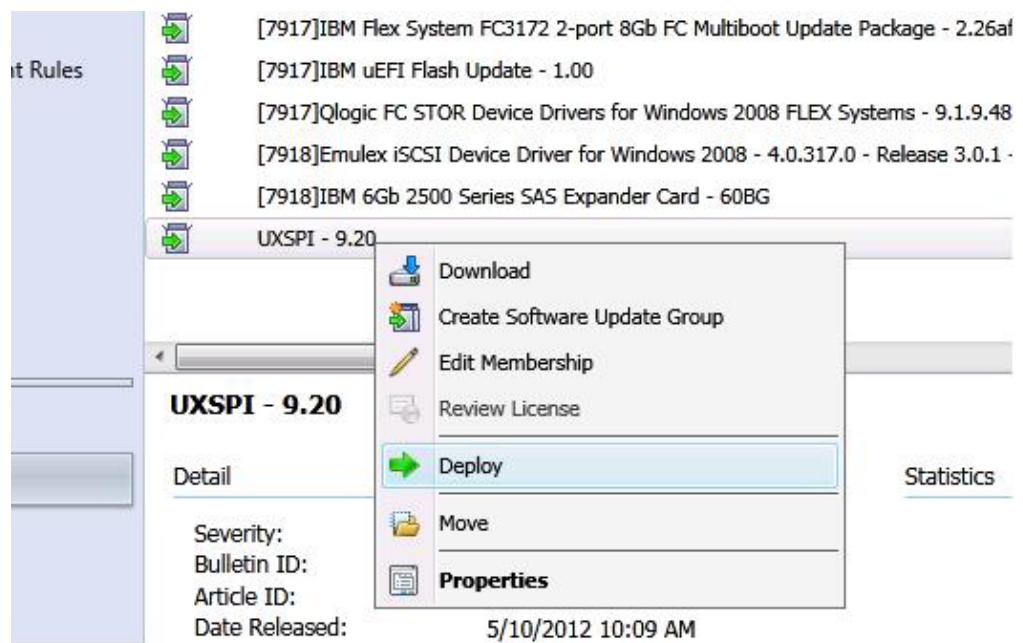 [7917]IBM Flex System FC3172 2-port 8Gb FC Multiboot Update Package - 2.26af
nt Rules
[7917]IBM uEFI Flash Update - 1.00
[7917]Qlogic FC STOR Device Drivers for Windows 2008 FLEX Systems - 9.1.9.48
[7918]Emulex iSCSI Device Driver for Windows 2008 - 4.0.317.0 - Release 3.0.1 -
[7918]IBM 6Gb 2500 Series SAS Expander Card - 60BG
UXSPI - 9.20
Download
Create Software Update Group
Edit Membership
Review License
Deploy
Move
Properties
UXSPI - 9.20
Detail
Statistics
Severity:
Bulletin ID:
Article ID:
Date Released: 5/10/2012 10:09 AM